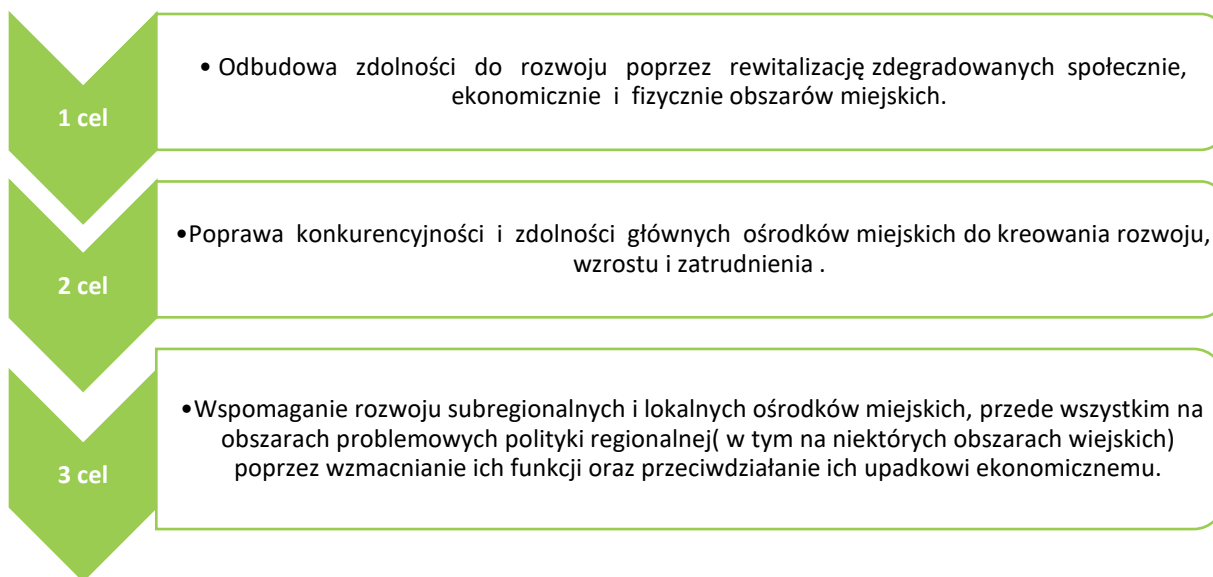 1 cel
• Odbudowa zdolności do rozwoju poprzez rewitalizację zdegradowanych społecznie,
ekonomicznie i fizycznie obszarów miejskich.
2 cel
•Poprawa konkurencyjności i zdolności głównych ośrodków miejskich do kreowania rozwoju,
wzrostu i zatrudnienia .
3 cel
•Wspomaganie rozwoju subregionalnych i lokalnych ośrodków miejskich, przede wszystkim na
obszarach problemowych polityki regionalnej( w tym na niektórych obszarach wiejskich)
poprzez wzmacnianie ich funkcji oraz przeciwdziałanie ich upadkowi ekonomicznemu.